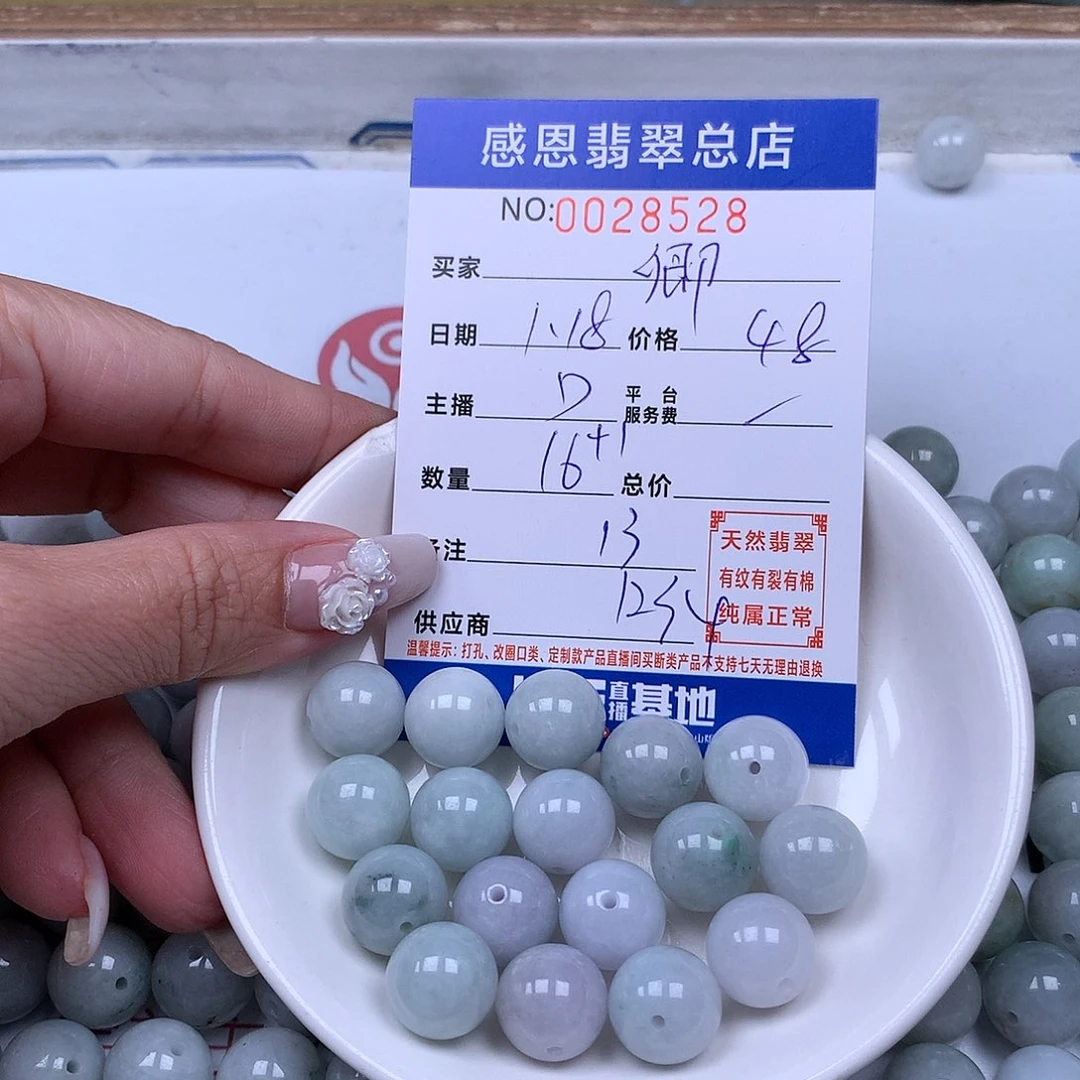 感恩翡翠总店
NO:0028528
买家 卿
日期 1.18 价格 48
主播 D 平台服务费 /
数量 16+1 总价
备注 13
供应商
天然翡翠
有纹有裂有棉
纯属正常
温馨提示:打孔、改圈口类、定制款产品直播间买断类产品不支持七天无理由退换
直播基地